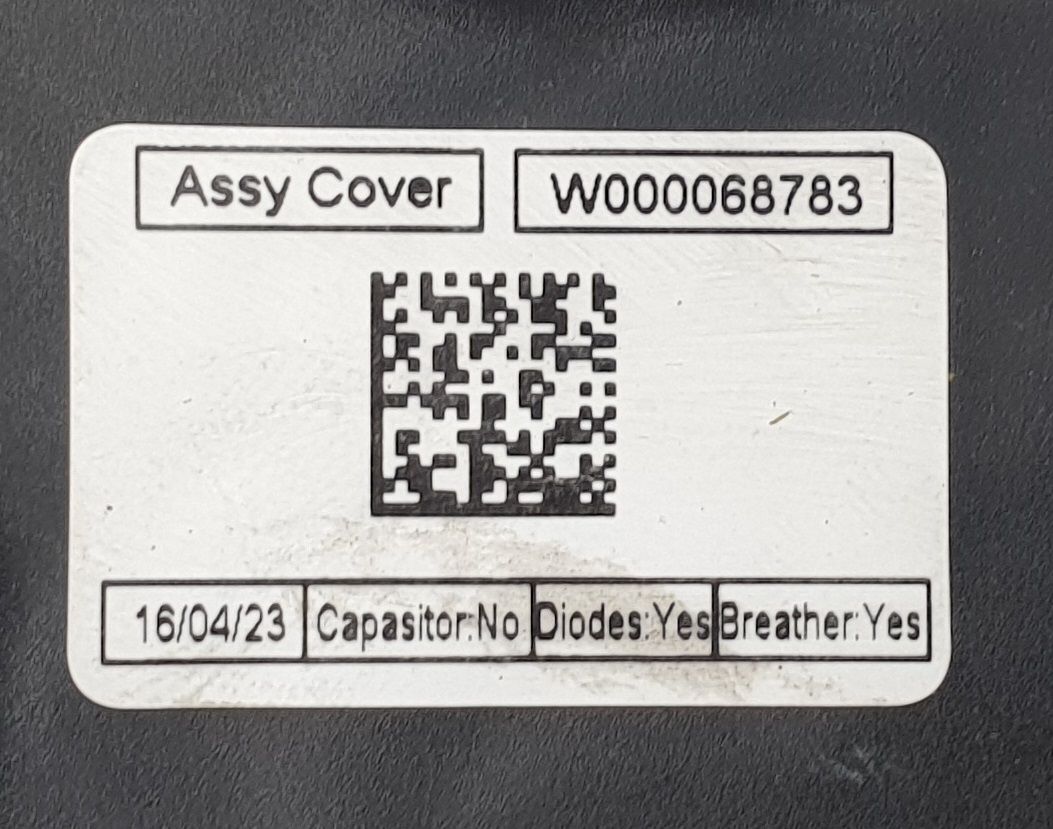 Assy Cover W000068783
16/04/23 Capasitor:No Diodes:Yes Breather:Yes